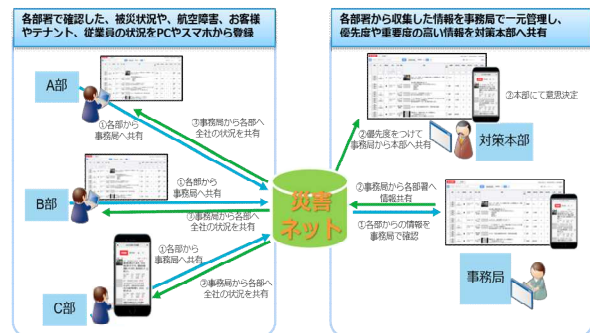 各部署で確認した、被災状況や、航空障害、お客様
やテナント、従業員の状況をPCやスマホから登録
A部
①各部から
事務局へ共有
③事務局から各部へ
全社の状況を共有
B部
①各部から
事務局へ共有
③事務局から各部へ
全社の状況を共有
C部
①各部から
事務局へ共有
③事務局から各部へ
全社の状況を共有
災害
ネット
各部署から収集した情報を事務局で一元管理し、
優先度や重要度の高い情報を対策本部へ共有
③本部にて意思決定
②優先度をつけて
事務局から本部へ共有
対策本部
②事務局から各部署へ
情報共有
①各部からの情報を
事務局で確認
事務局